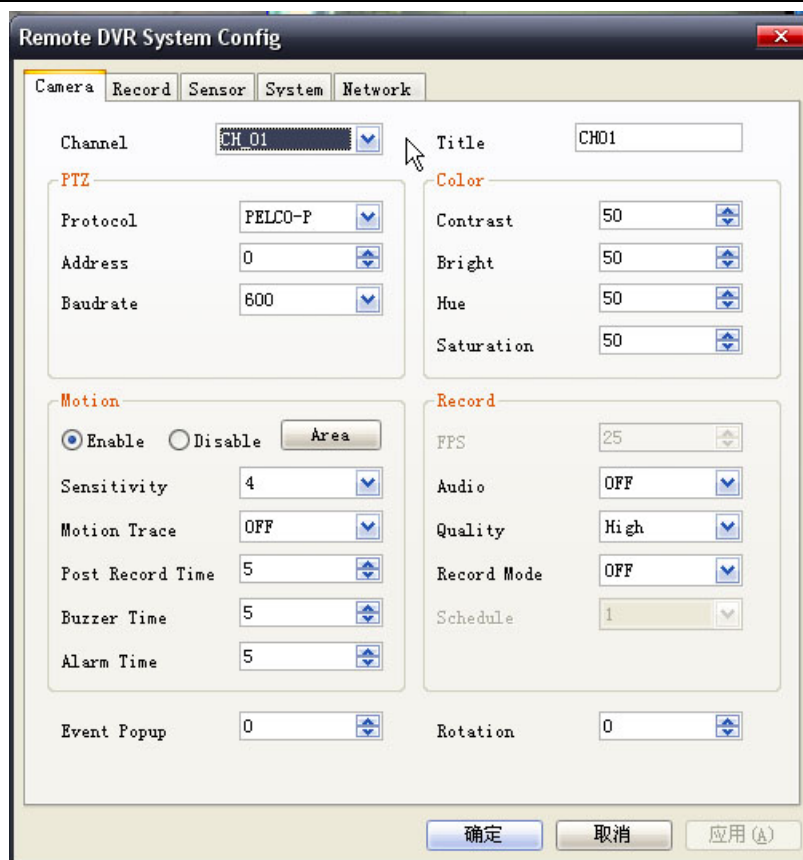 Remote DVR System Config
Camera Record Sensor System Network
Channel CH_01 Title CH01
PTZ
Protocol PELCO-P
Address 0
Baudrate 600
Color
Contrast 50
Bright 50
Hue 50
Saturation 50
Motion
Enable Disable Area
Sensitivity 4
Motion Trace OFF
Post Record Time 5
Buzzer Time 5
Alarm Time 5
Record
FPS 25
Audio OFF
Quality High
Record Mode OFF
Schedule 1
Event Popup 0 Rotation 0
确定 取消 应用(A)